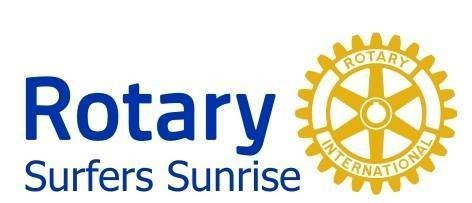 Rotary
Surfers Sunrise
ROTARY
INTERNATIONAL